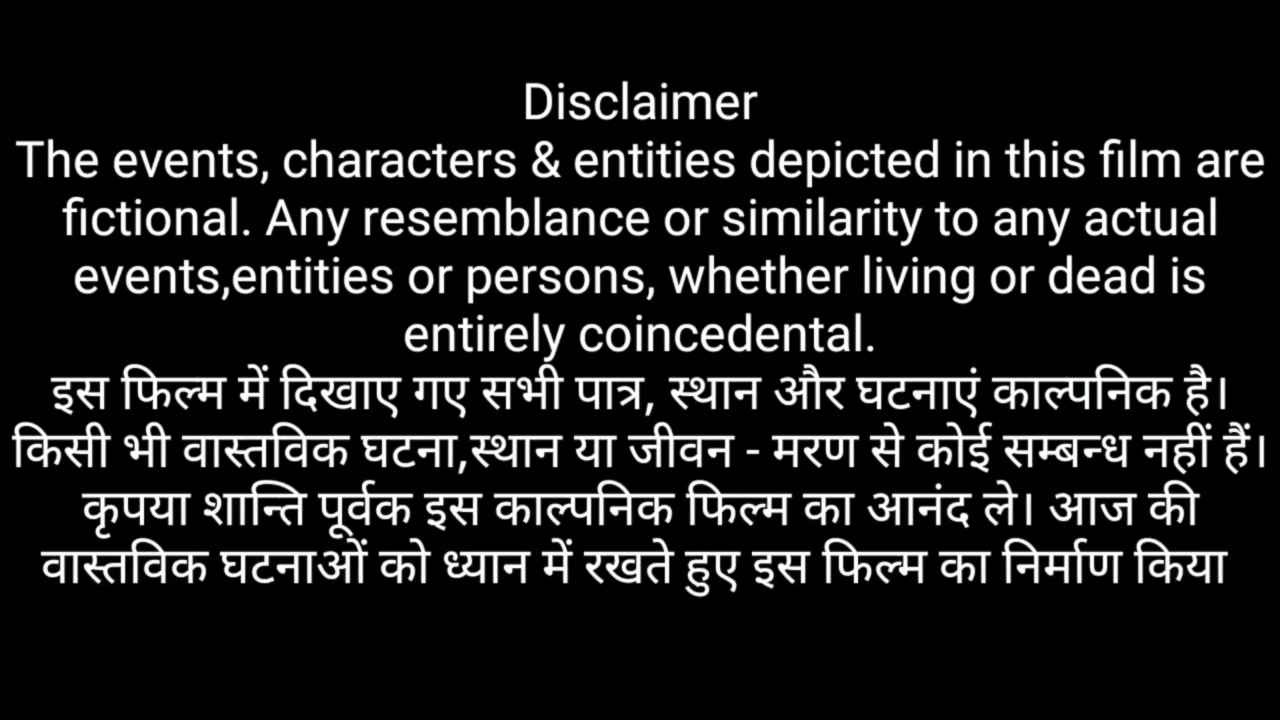 Disclaimer
The events, characters & entities depicted in this film are
fictional. Any resemblance or similarity to any actual
events,entities or persons, whether living or dead is
entirely coincedental.
इस फिल्म में दिखाए गए सभी पात्र, स्थान और घटनाएं काल्पनिक है।
किसी भी वास्तविक घटना,स्थान या जीवन - मरण से कोई सम्बन्ध नहीं हैं।
कृपया शान्ति पूर्वक इस काल्पनिक फिल्म का आनंद ले। आज की
वास्तविक घटनाओं को ध्यान में रखते हुए इस फिल्म का निर्माण किया